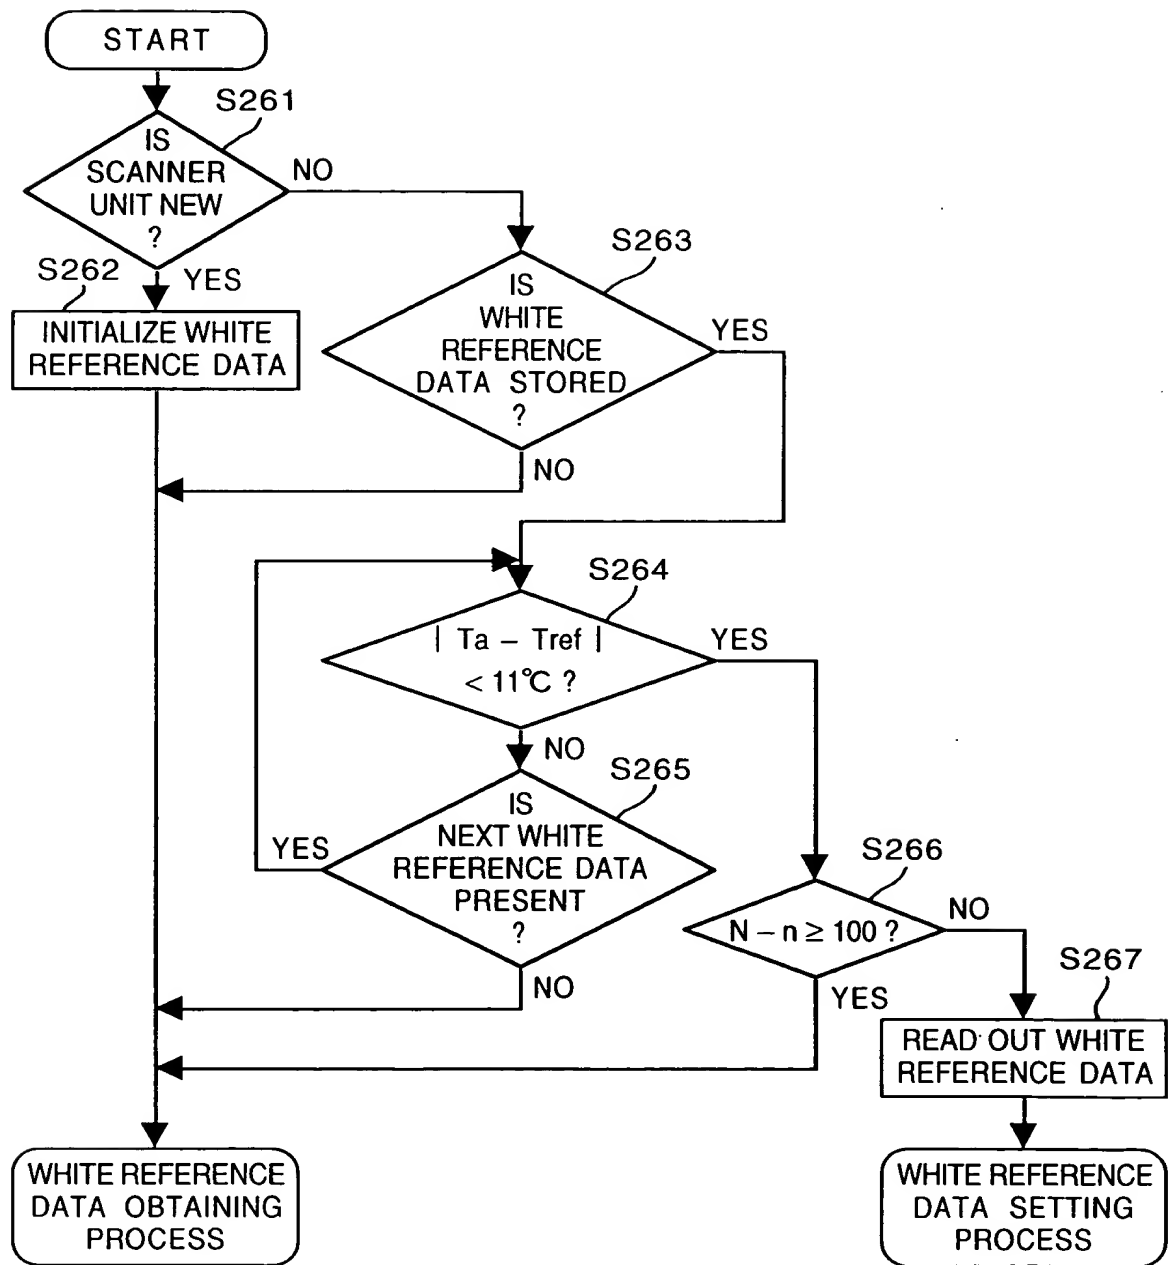 START
S261
IS
SCANNER
UNIT NEW
?
NO
S262
YES
INITIALIZE WHITE
REFERENCE DATA
S263
IS
WHITE
REFERENCE
DATA STORED
?
YES
NO
S264
| Ta – Tref |
< 11°C ?
YES
NO
S265
IS
NEXT WHITE
REFERENCE DATA
PRESENT
?
YES
NO
S266
N – n ≥ 100 ?
NO
YES
S267
READ OUT WHITE
REFERENCE DATA
WHITE REFERENCE
DATA OBTAINING
PROCESS
WHITE REFERENCE
DATA SETTING
PROCESS